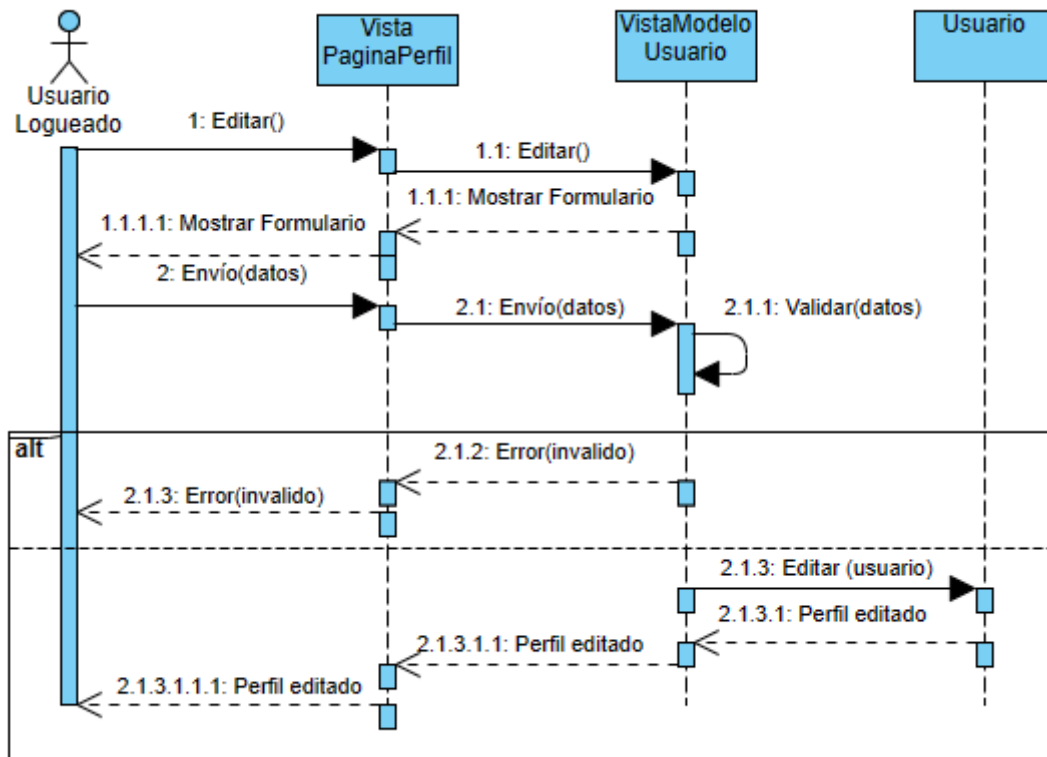 Vista
PaginaPerfil
VistaModelo
Usuario
Usuario
Usuario
Logueado
1: Editar()
1.1: Editar()
1.1.1: Mostrar Formulario
1.1.1.1: Mostrar Formulario
2: Envío(datos)
2.1: Envío(datos)
2.1.1: Validar(datos)
alt
2.1.2: Error(invalido)
2.1.3: Error(invalido)
2.1.3: Editar (usuario)
2.1.3.1: Perfil editado
2.1.3.1.1: Perfil editado
2.1.3.1.1.1: Perfil editado